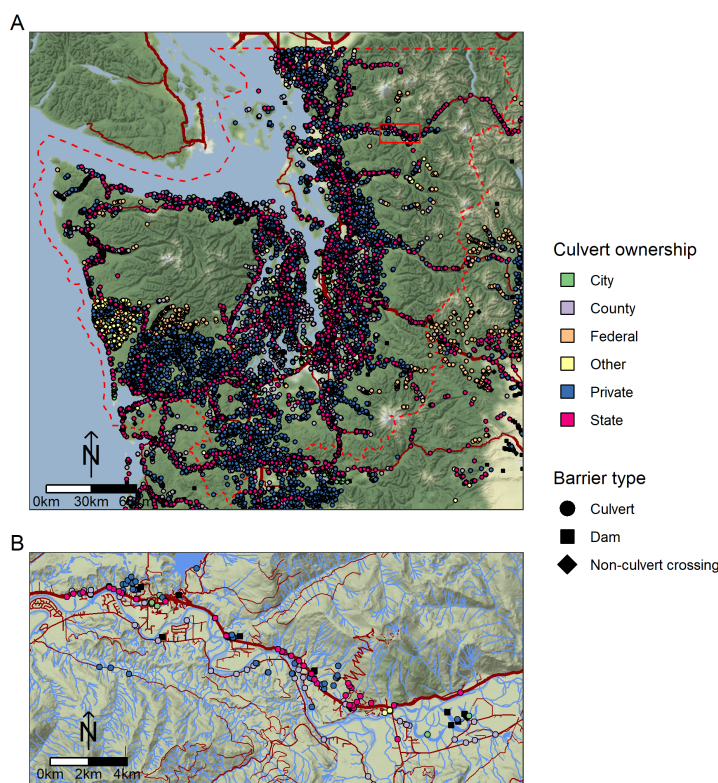 A
N
0km 30km
B
N
0km 2km 4km
Culvert ownership
City
County
Federal
Other
Private
State
Barrier type
Culvert
Dam
Non-culvert crossing